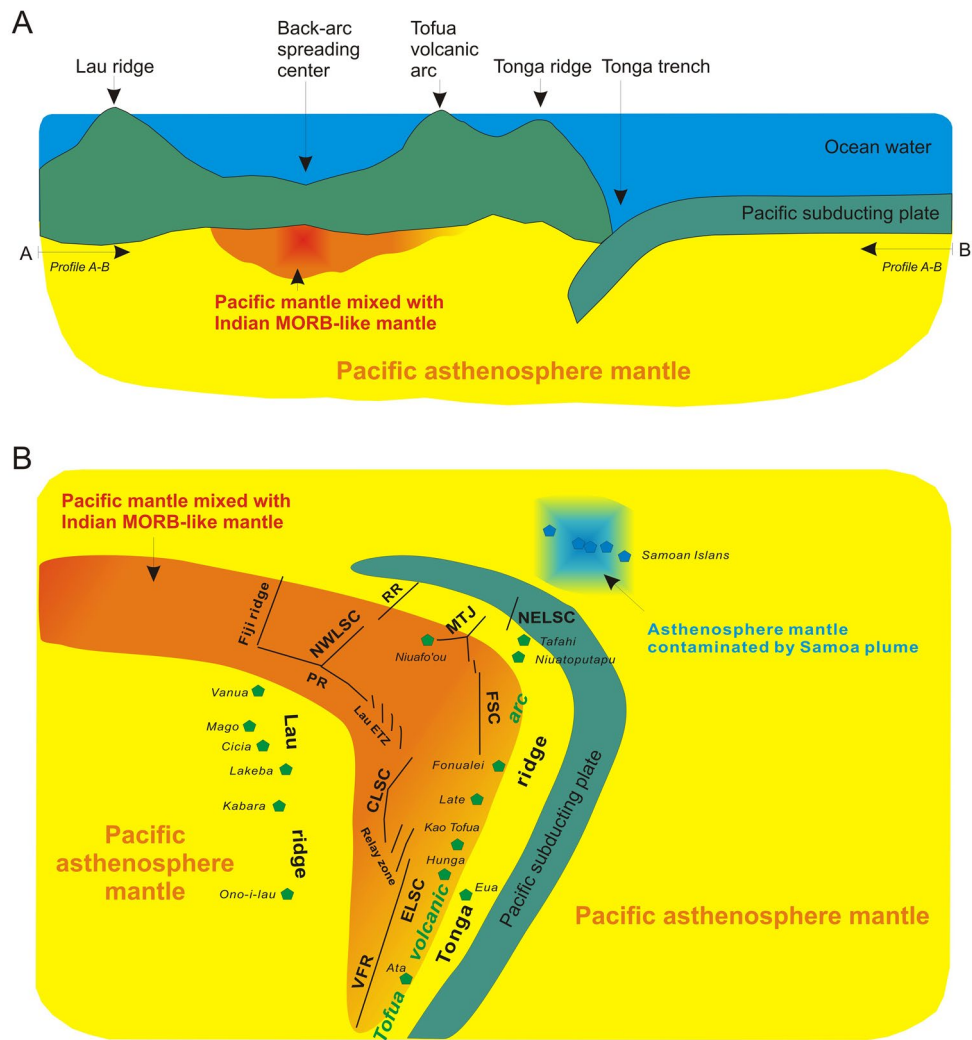 A
Lau ridge
Back-arc
spreading
center
Tofua
volcanic
arc
Tonga ridge
Tonga trench
Ocean water
Pacific subducting plate
A
Profile A-B
B
Profile A-B
Pacific mantle mixed with
Indian MORB-like mantle
Pacific asthenosphere mantle
B
Pacific mantle mixed with
Indian MORB-like mantle
Samoan Islans
Asthenosphere mantle
contaminated by Samoa plume
Fiji ridge
NWLSC
RR
MTJ
NELSC
Niuafo'ou
Tafahi
Niuatoputapu
PR
Lau ETZ
FSC
arc
ridge
Vanua
Mago
Cicia
Lakeba
Kabara
Ono-i-lau
Lau
ridge
CLSC
Relay zone
Fonualei
Late
Kao Tofua
Hunga
Eua
ELSC
volcanic
Tonga
VFR
Ata
Tofua
Pacific subducting plate
Pacific
asthenosphere
mantle
Pacific asthenosphere mantle